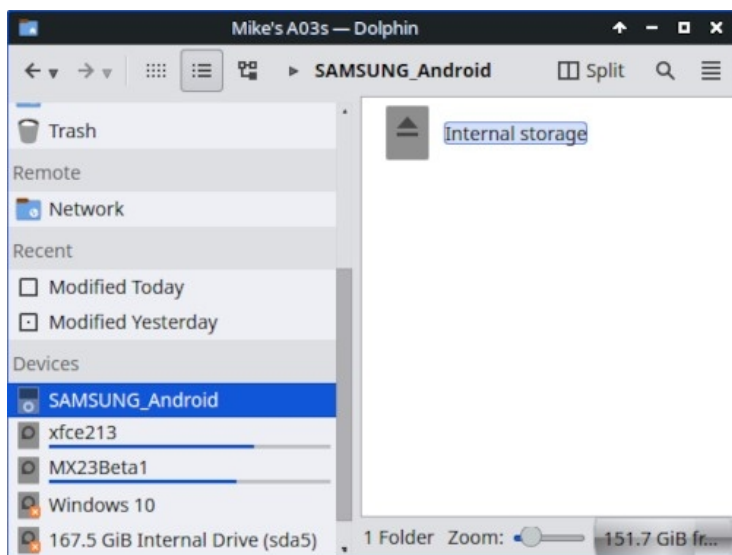 Mike's A03s — Dolphin
SAMSUNG_Android
Split
Trash
Remote
Network
Recent
Modified Today
Modified Yesterday
Devices
SAMSUNG_Android
xfce213
MX23Beta1
Windows 10
167.5 GiB Internal Drive (sda5)
Internal storage
1 Folder Zoom: 151.7 GiB fr...